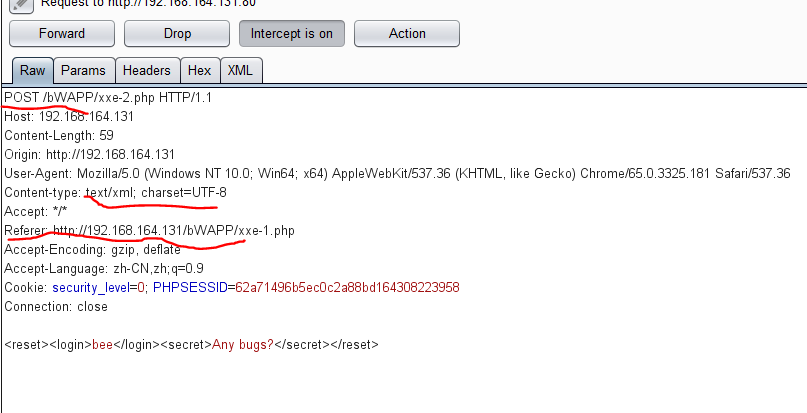 Request to http://192.168.164.131:80
Forward Drop Intercept is on Action
Raw Params Headers Hex XML
POST /bWAPP/xxe-2.php HTTP/1.1
Host: 192.168.164.131
Content-Length: 59
Origin: http://192.168.164.131
User-Agent: Mozilla/5.0 (Windows NT 10.0; Win64; x64) AppleWebKit/537.36 (KHTML, like Gecko) Chrome/65.0.3325.181 Safari/537.36
Content-type: text/xml; charset=UTF-8
Accept: */*
Referer: http://192.168.164.131/bWAPP/xxe-1.php
Accept-Encoding: gzip, deflate
Accept-Language: zh-CN,zh;q=0.9
Cookie: security_level=0; PHPSESSID=62a71496b5ec0c2a88bd164308223958
Connection: close
<reset><login>bee</login><secret>Any bugs?</secret></reset>